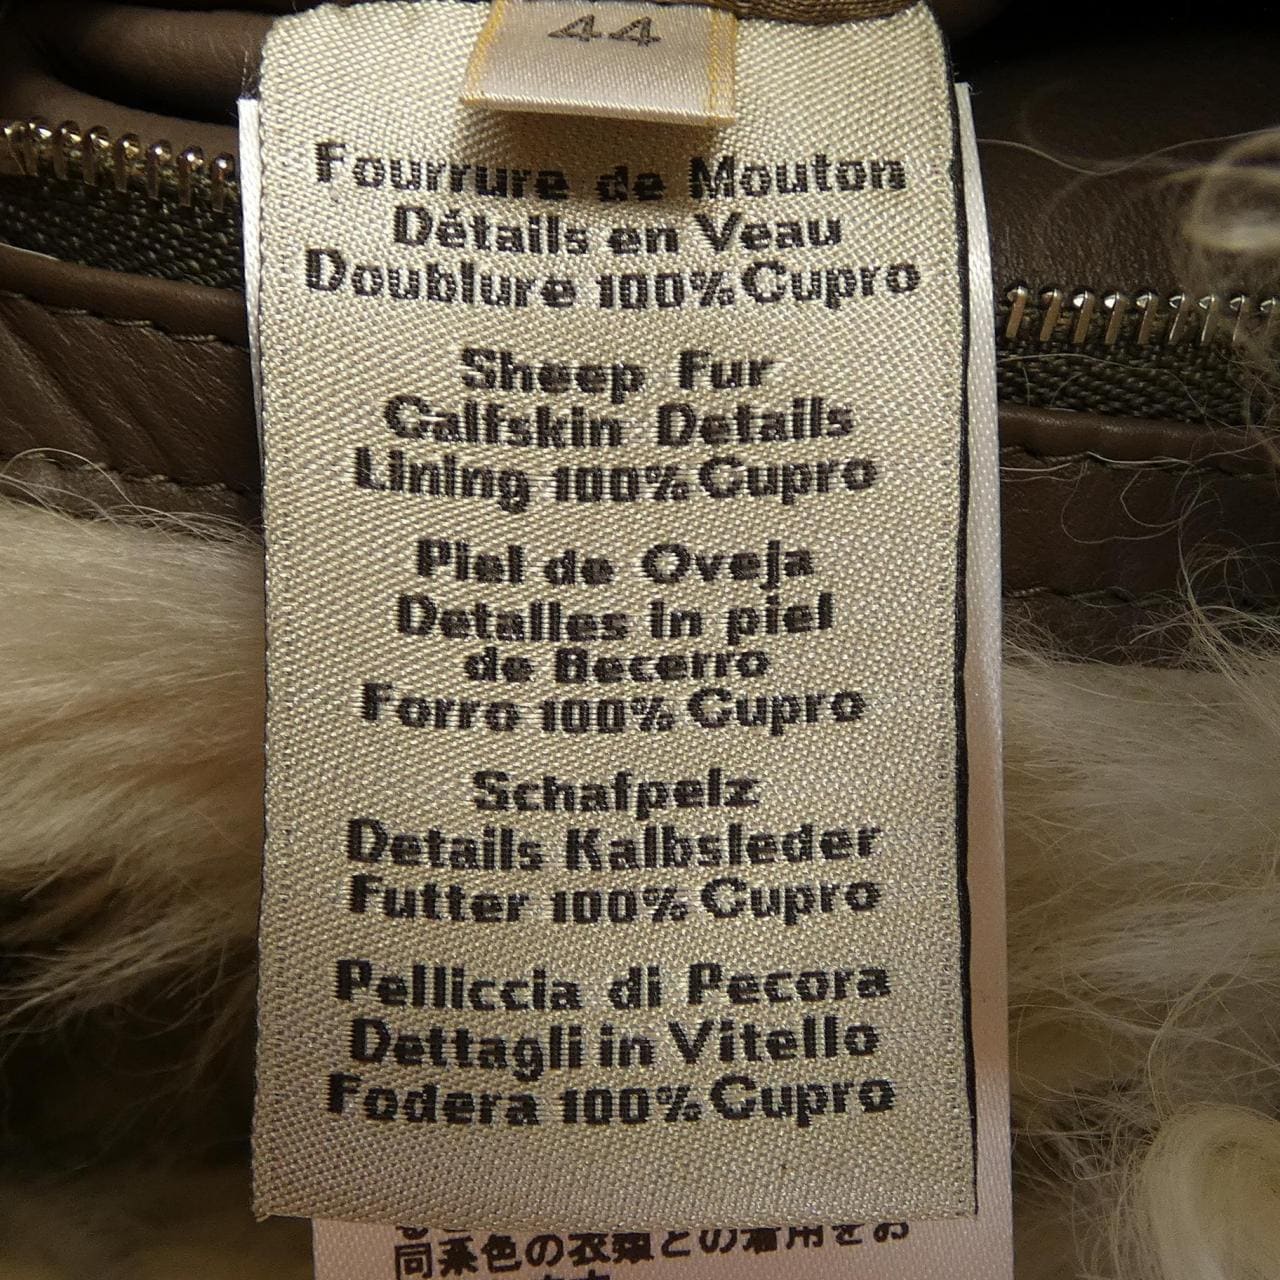 44
Fourrure de Mouton
Détails en Veau
Doublure 100% Cupro
Sheep Fur
Calfskin Details
Lining 100% Cupro
Piel de Oveja
Detalles in piel
de Becerro
Forro 100% Cupro
Schafpelz
Details Kalbsleder
Futter 100% Cupro
Pelliccia di Pecora
Dettagli in Vitello
Fodera 100% Cupro
同系色の衣類との着用をお